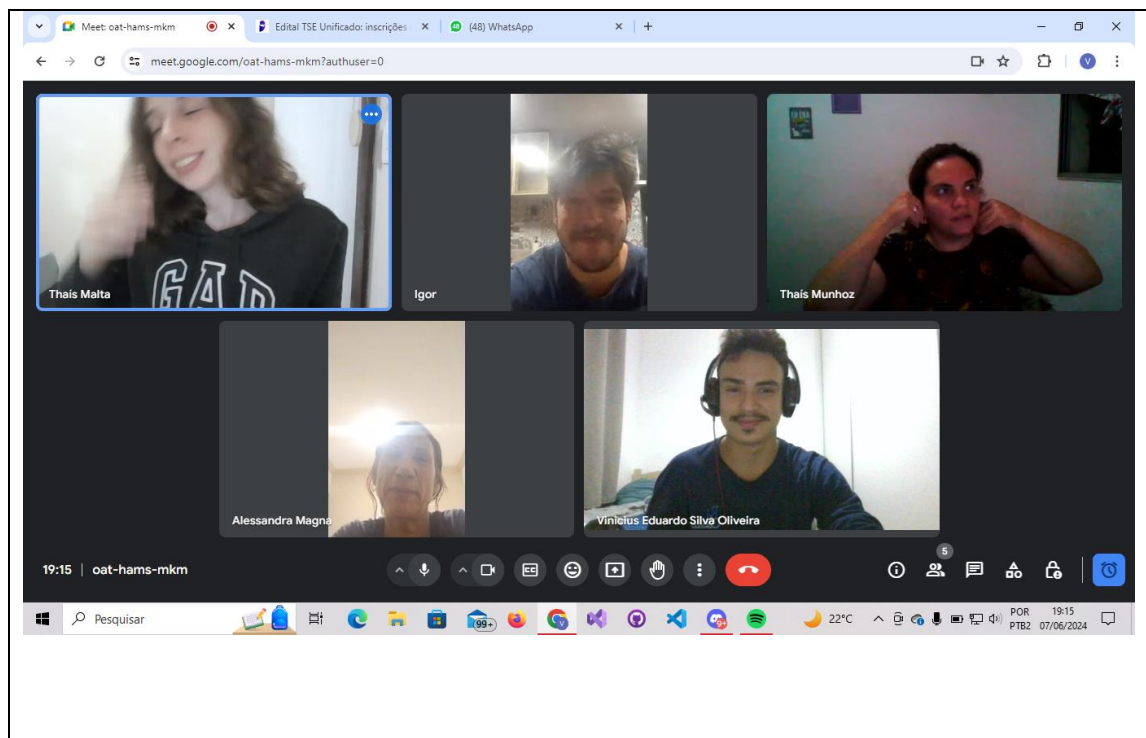 Meet: oat-hams-mkm
Edital TSE Unificado: inscrições
(48) WhatsApp
meet.google.com/oat-hams-mkm?authuser=0
V
GAP
Thaís Malta
Igor
Thaís Munhoz
Alessandra Magna
Vinicius Eduardo Silva Oliveira
19:15 | oat-hams-mkm
CC
5
Pesquisar
99+
9+
22°C
POR
PTB2
19:15
07/06/2024